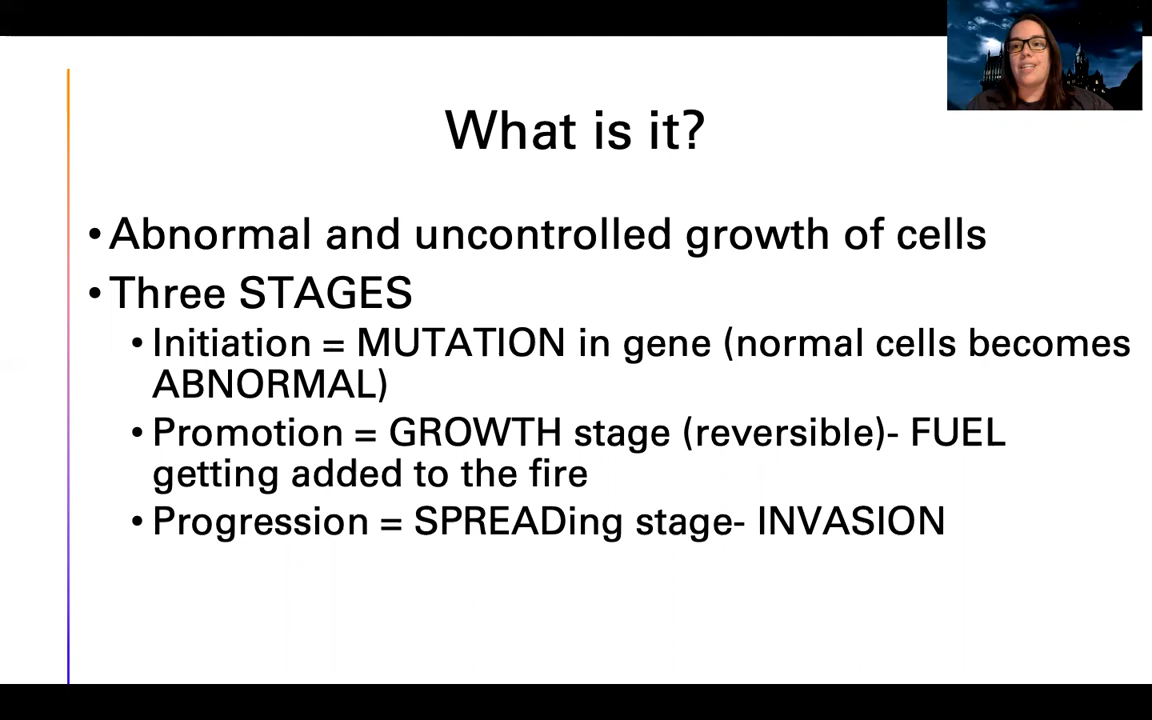 What is it?
•Abnormal and uncontrolled growth of cells
•Three STAGES
•Initiation = MUTATION in gene (normal cells becomes
ABNORMAL)
•Promotion = GROWTH stage (reversible)- FUEL
getting added to the fire
•Progression = SPREADing stage- INVASION